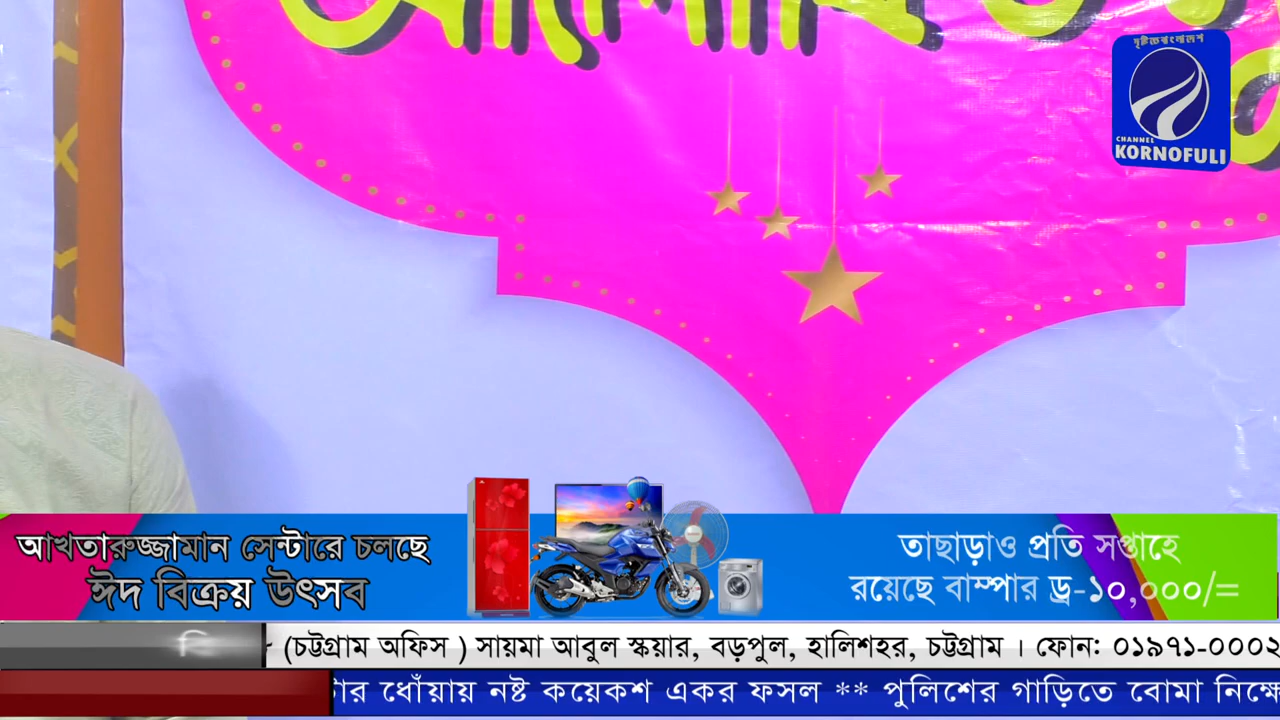 দৃষ্টিতে বাংলাদেশ
CHANNEL
KORNOFULI
আখতারুজ্জামান সেন্টারে চলছে
ঈদ বিক্রয় উৎসব
তাছাড়াও প্রতি সপ্তাহে
রয়েছে বাম্পার ড্র-১০,০০০/=
(চট্টগ্রাম অফিস ) সায়মা আবুল স্কয়ার, বড়পুল, হালিশহর, চট্টগ্রাম । ফোন: ০১৯৭১-০০০২
ধোঁয়ায় নষ্ট কয়েকশ একর ফসল ** পুলিশের গাড়িতে বোমা নিক্ষে